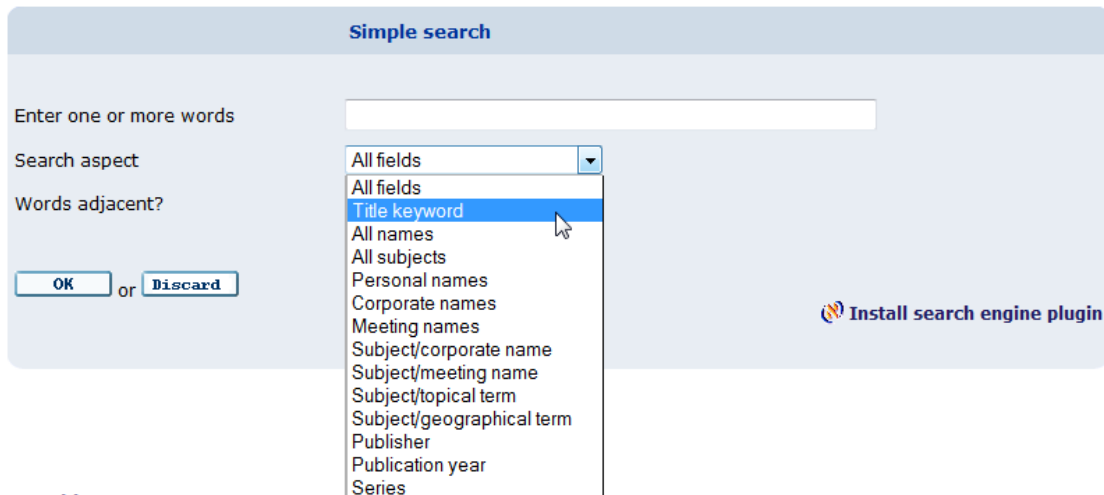 Simple search
Enter one or more words
Search aspect
All fields
All fields
Words adjacent?
Title keyword
All names
All subjects
Personal names
OK or Discard
Corporate names
Install search engine plugin
Meeting names
Subject/corporate name
Subject/meeting name
Subject/topical term
Subject/geographical term
Publisher
Publication year
Series